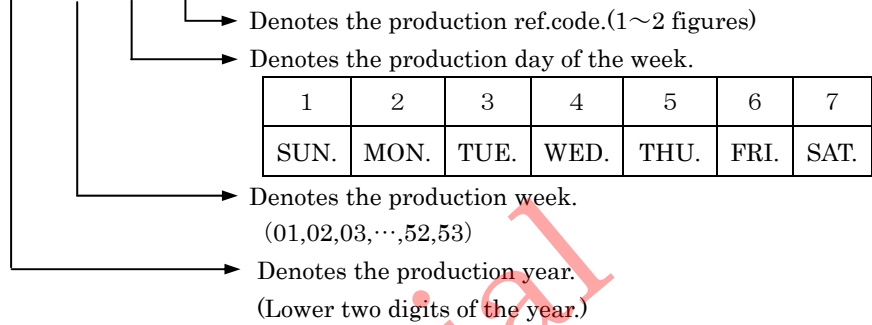 Denotes the production ref.code.(1～2 figures)
Denotes the production day of the week.
1 2 3 4 5 6 7
SUN. MON. TUE. WED. THU. FRI. SAT.
Denotes the production week.
(01,02,03,⋯,52,53)
Denotes the production year.
(Lower two digits of the year.)